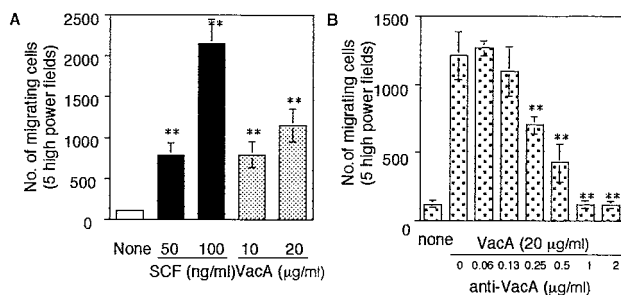 A
No. of migrating cells
(5 high power fields)
2500
2000
1500
1000
500
0
**
**
**
**
None
50
100
10
20
SCF (ng/ml)
VacA (µg/ml)
B
No. of migrating cells
(5 high power fields)
1500
1000
500
0
**
**
**
**
none
VacA (20 µg/ml)
0
0.06
0.13
0.25
0.5
1
2
anti-VacA (µg/ml)